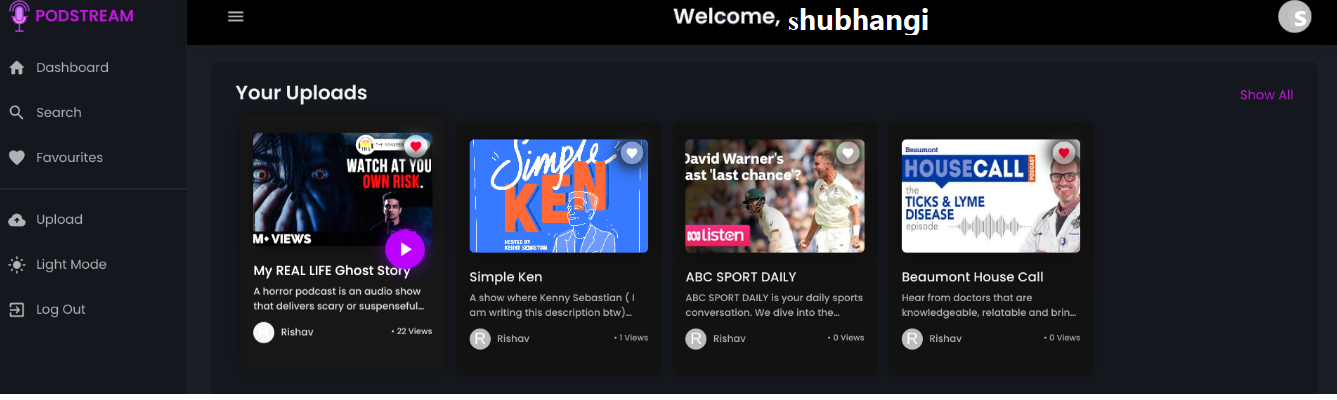 PODSTREAM
Dashboard
Search
Favourites
Upload
Light Mode
Log Out
Welcome, shubhangi
S
Your Uploads
Show All
WATCH AT YOU
OWN RISK.
M+ VIEWS
My REAL LIFE Ghost Story
A horror podcast is an audio show
that delivers scary or suspenseful...
R Rishav • 22 Views
Simple
KEN
HOSTED BY
KENNY SEBASTIAN
Simple Ken
A show where Kenny Sebastian ( I
am writing this description btw)...
R Rishav • 1 Views
David Warner's
ast 'last chance'?
listen
ABC SPORT DAILY
ABC SPORT DAILY is your daily sports
conversation. We dive into the...
R Rishav • 0 Views
Beaumont
HOUSECALL
PODCAST
the
TICKS & LYME
DISEASE
episode
Beaumont House Call
Hear from doctors that are
knowledgeable, relatable and brin...
R Rishav • 0 Views